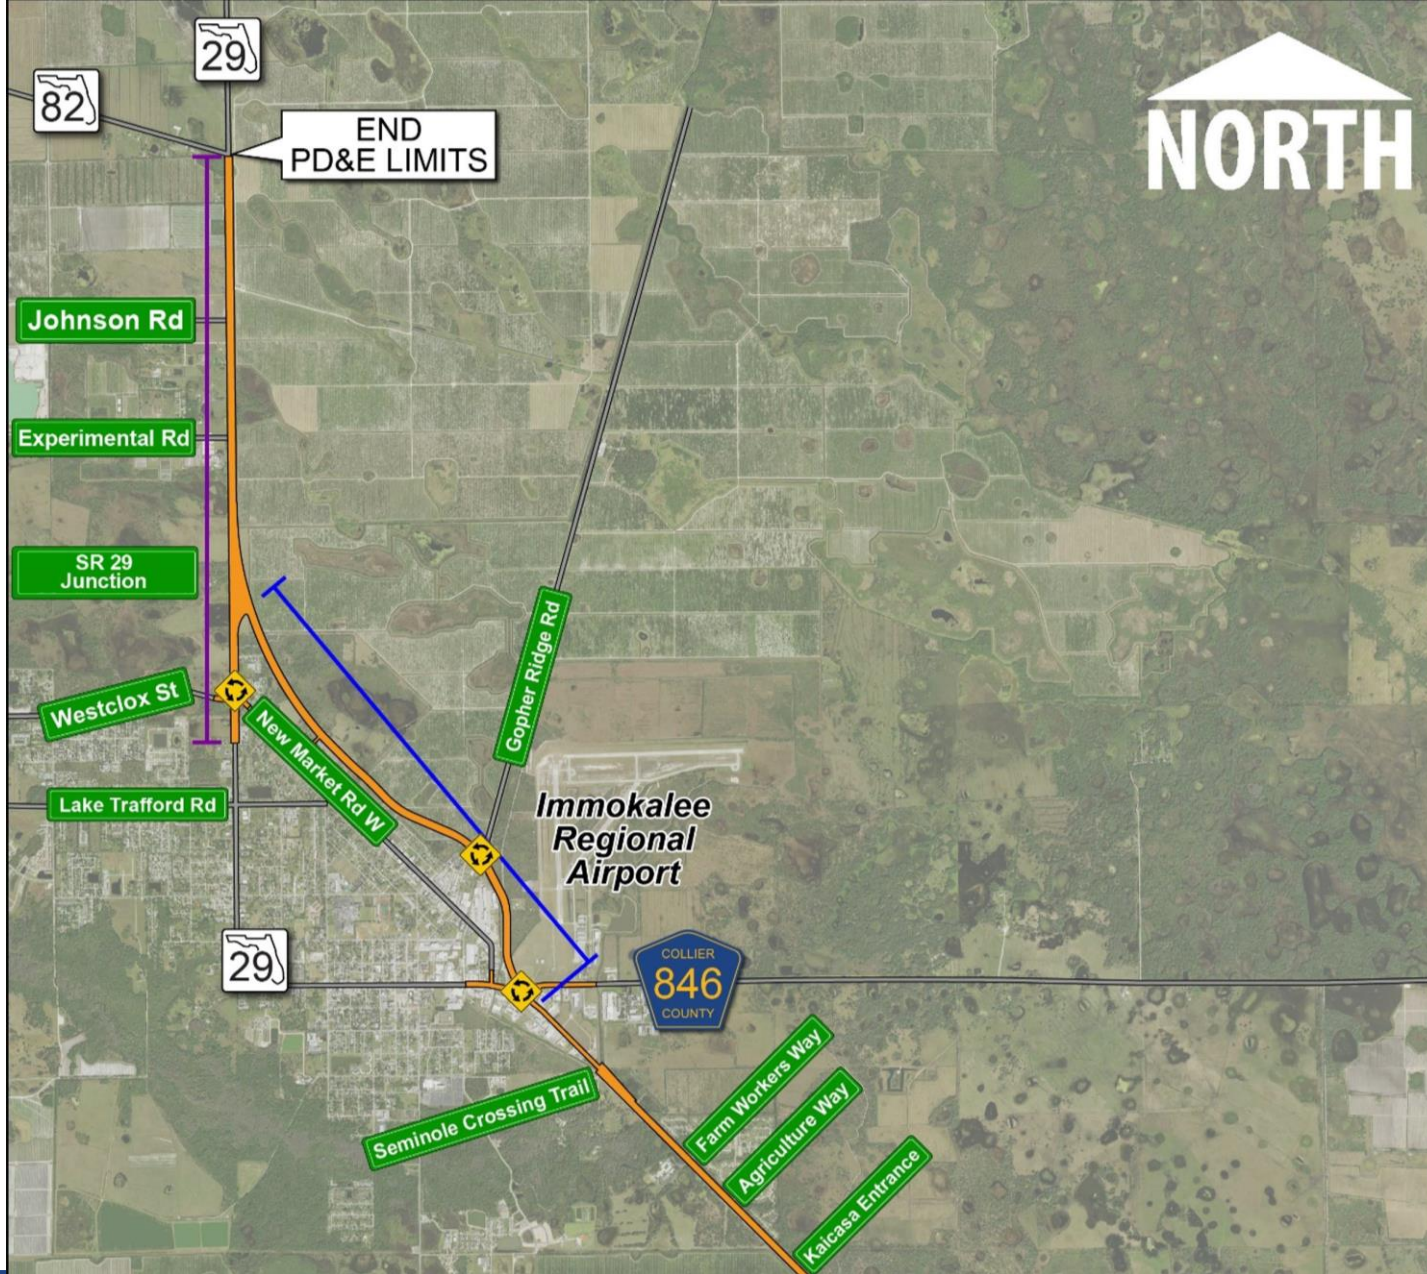 29
82
END
PD&E LIMITS
NORTH
Johnson Rd
Experimental Rd
SR 29
Junction
Westclox St
New Market Rd W
Gopher Ridge Rd
Lake Trafford Rd
Immokalee
Regional
Airport
29
COLLIER
846
COUNTY
Seminole Crossing Trail
Farm Workers Way
Agriculture Way
Kaicasa Entrance